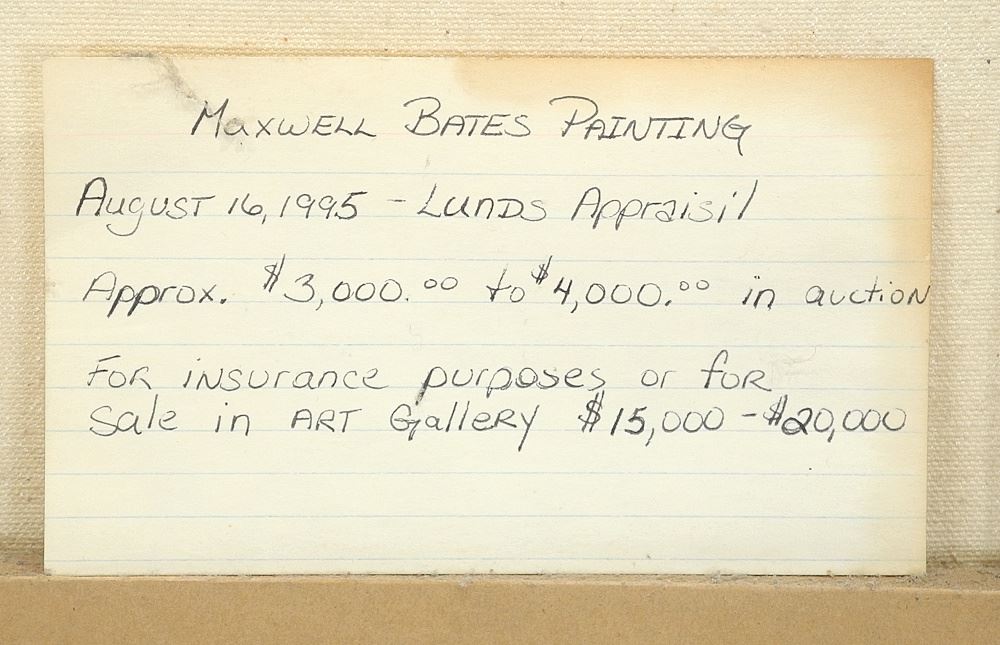 Maxwell Bates Painting
August 16, 1995 - Lunds Appraisil
Approx. $3,000.00 to $4,000.00 in auction
For insurance purposes or for
sale in Art Gallery $15,000 - $20,000